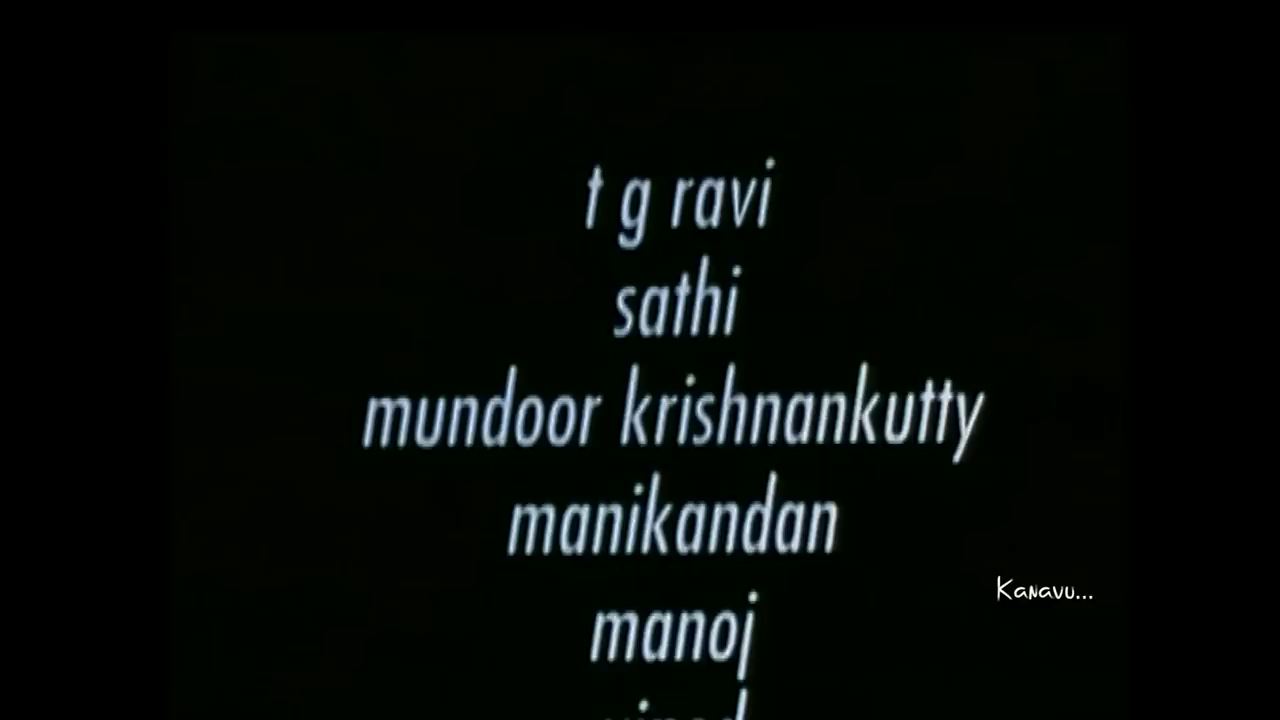 t g ravi
sathi
mundoor krishnankutty
manikandan
manoj
Kanavu...